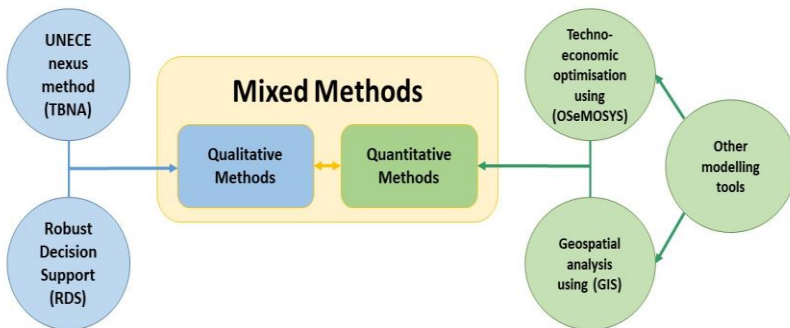 UNECE
nexus
method
(TBNA)
Robust
Decision
Support
(RDS)
Mixed Methods
Qualitative
Methods
Quantitative
Methods
Techno-
economic
optimisation
using
(OSeMOSYS)
Geospatial
analysis
using (GIS)
Other
modelling
tools